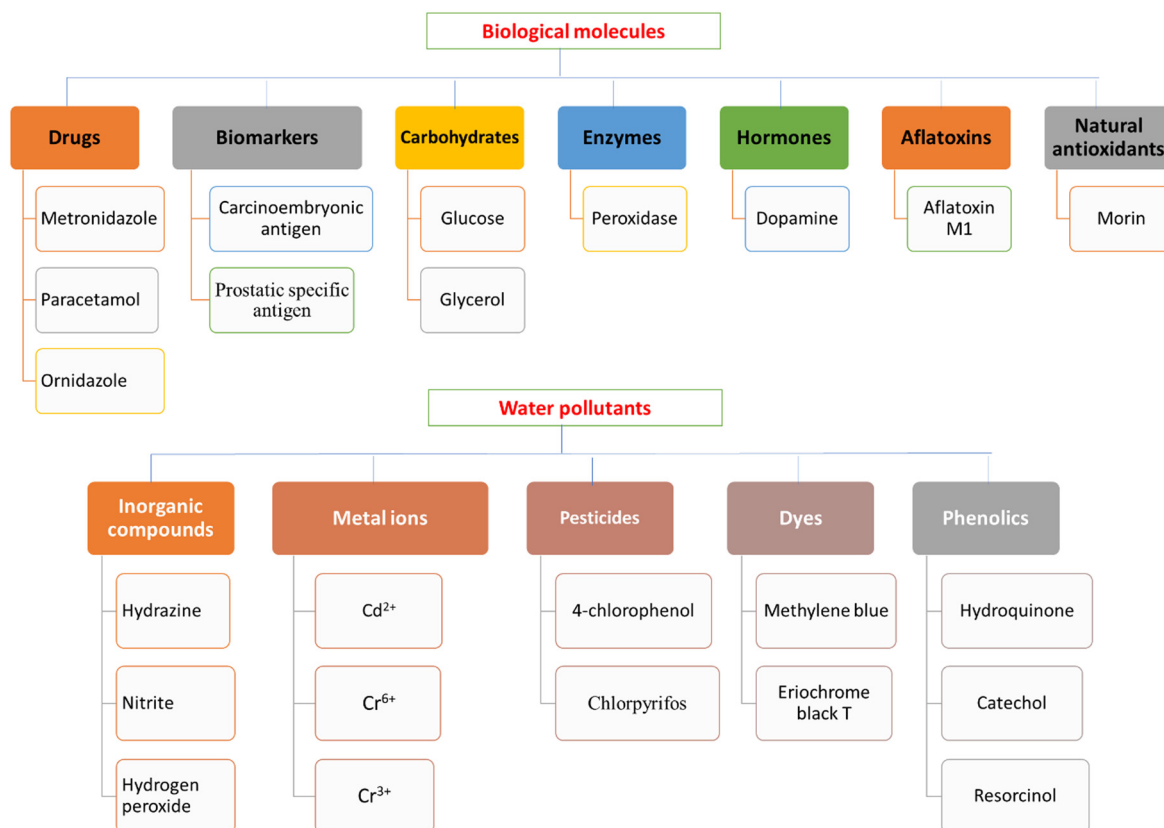 Biological molecules
Drugs
Biomarkers
Carbohydrates
Enzymes
Hormones
Aflatoxins
Natural
antioxidants
Metronidazole
Carcinoembryonic
antigen
Glucose
Peroxidase
Dopamine
Aflatoxin
M1
Morin
Paracetamol
Prostatic specific
antigen
Glycerol
Ornidazole
Water pollutants
Inorganic
compounds
Metal ions
Pesticides
Dyes
Phenolics
Hydrazine
Cd²⁺
4-chlorophenol
Methylene blue
Hydroquinone
Nitrite
Cr⁶⁺
Chlorpyrifos
Eriochrome
black T
Catechol
Hydrogen
peroxide
Cr³⁺
Resorcinol